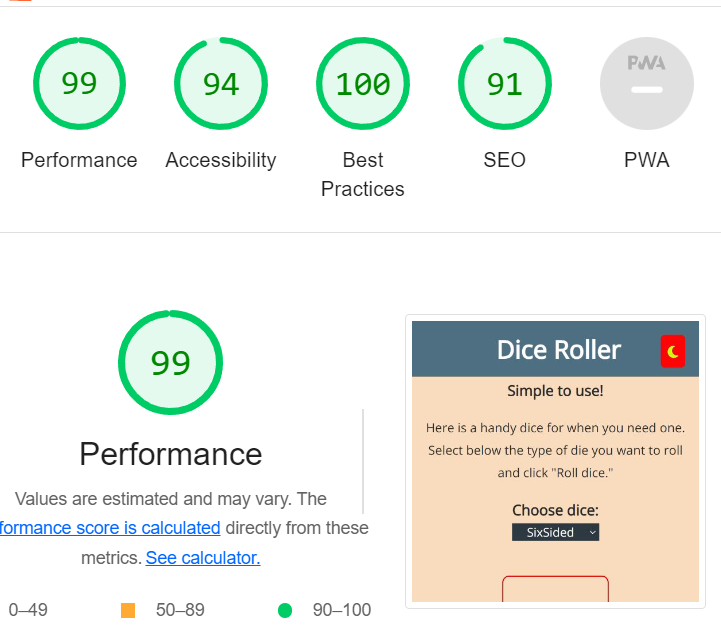 99
94
100
91
PWA
Performance
Accessibility
Best
Practices
SEO
PWA
99
Performance
Values are estimated and may vary. The
formance score is calculated directly from these
metrics. See calculator.
0–49
50–89
90–100
Dice Roller
Simple to use!
Here is a handy dice for when you need one.
Select below the type of die you want to roll
and click "Roll dice."
Choose dice:
SixSided